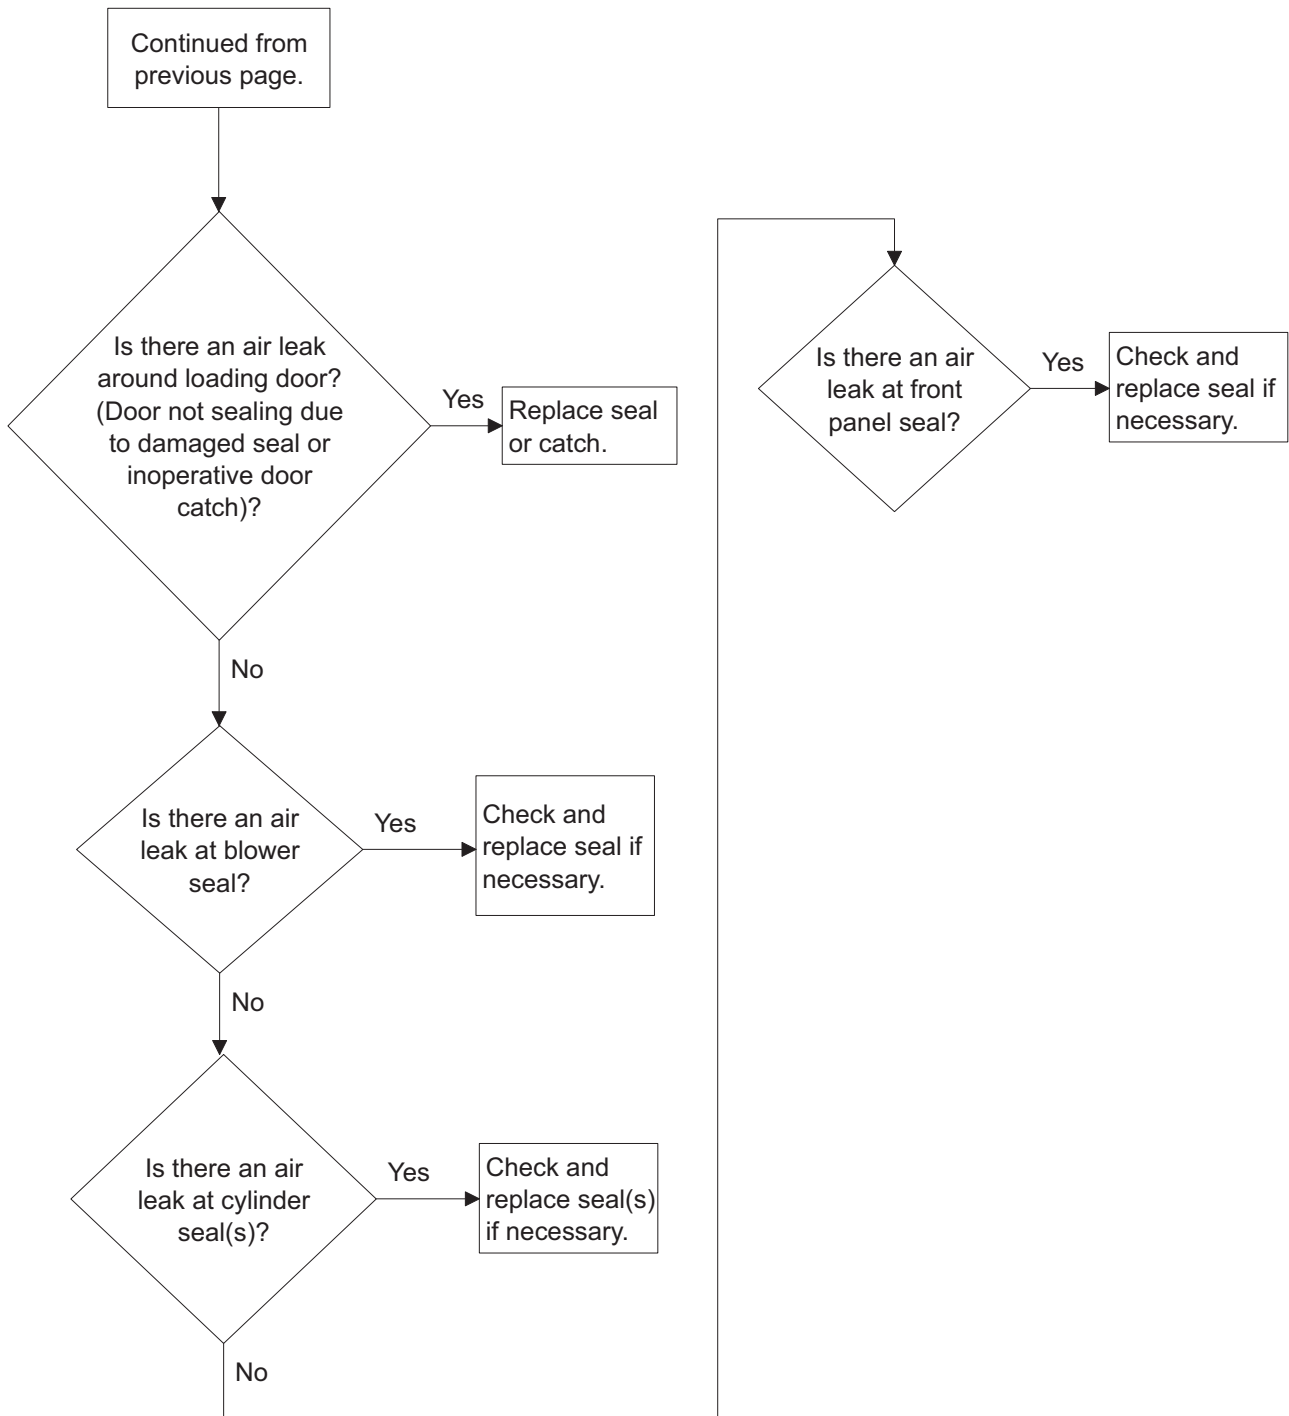 Continued from
previous page.
Is there an air leak
around loading door?
(Door not sealing due
to damaged seal or
inoperative door
catch)?
Yes
Replace seal
or catch.
No
Is there an air
leak at blower
seal?
Yes
Check and
replace seal if
necessary.
No
Is there an air
leak at cylinder
seal(s)?
Yes
Check and
replace seal(s)
if necessary.
No
Is there an air
leak at front
panel seal?
Yes
Check and
replace seal if
necessary.